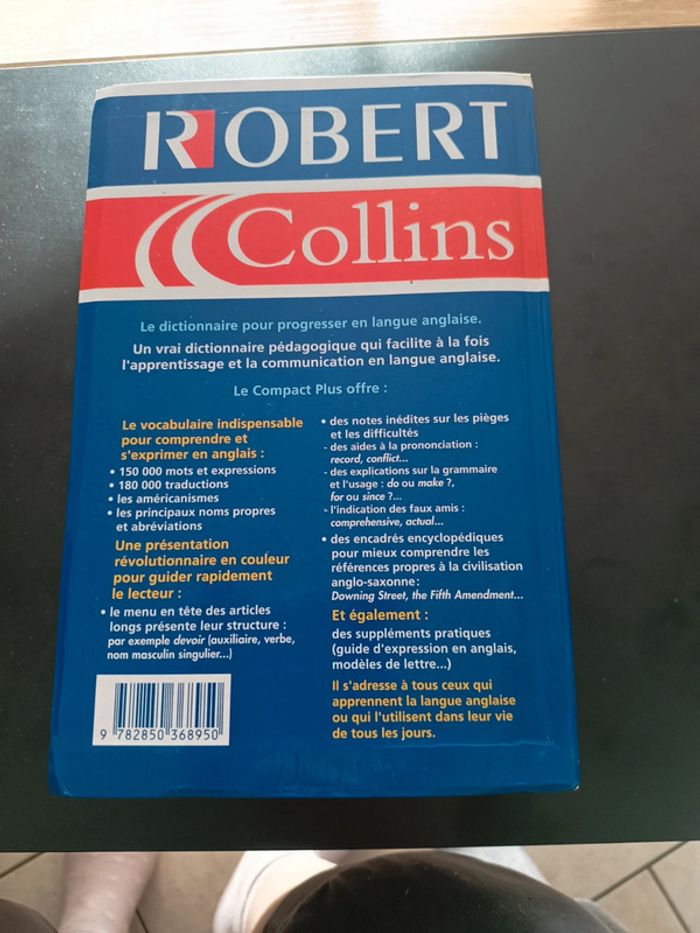 ROBERT
Collins
Le dictionnaire pour progresser en langue anglaise.
Un vrai dictionnaire pédagogique qui facilite à la fois
l'apprentissage et la communication en langue anglaise.
Le Compact Plus offre :
Le vocabulaire indispensable
pour comprendre et
s'exprimer en anglais :
• 150 000 mots et expressions
• 180 000 traductions
• les américanismes
• les principaux noms propres
et abréviations
Une présentation
révolutionnaire en couleur
pour guider rapidement
le lecteur :
• le menu en tête des articles
longs présente leur structure :
par exemple devoir (auxiliaire, verbe,
nom masculin singulier...)
• des notes inédites sur les pièges
et les difficultés
- des aides à la prononciation :
record, conflict...
- des explications sur la grammaire
et l'usage : do ou make ?,
for ou since ?...
- l'indication des faux amis :
comprehensive, actual...
• des encadrés encyclopédiques
pour mieux comprendre les
références propres à la civilisation
anglo-saxonne :
Downing Street, the Fifth Amendment...
Et également :
des suppléments pratiques
(guide d'expression en anglais,
modèles de lettre...)
Il s'adresse à tous ceux qui
apprennent la langue anglaise
ou qui l'utilisent dans leur vie
de tous les jours.
9 782850 368950